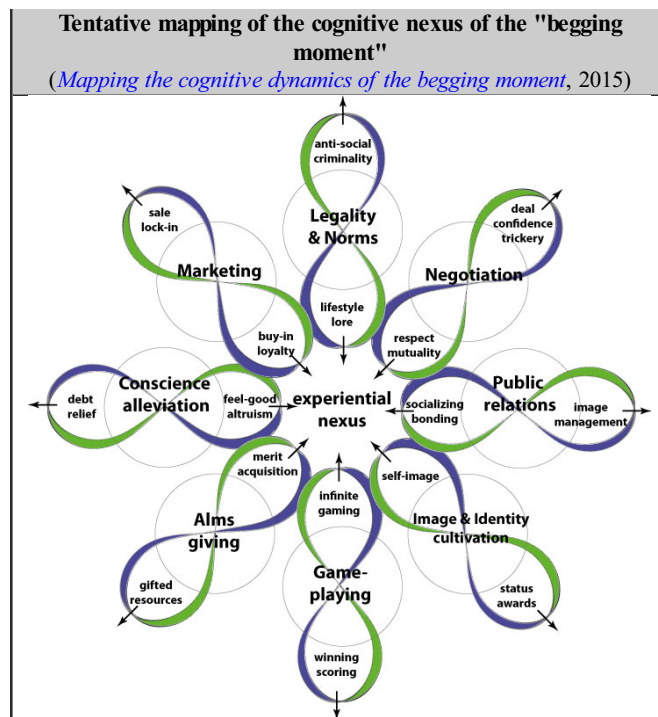 Tentative mapping of the cognitive nexus of the "begging
moment"
(Mapping the cognitive dynamics of the begging moment, 2015)
anti-social
criminality
Legality
& Norms
lifestyle
lore
sale
lock-in
Marketing
buy-in
loyalty
deal
confidence
trickery
Negotiation
respect
mutuality
debt
relief
Conscience
alleviation
feel-good
altruism
experiential
nexus
socializing
bonding
Public
relations
image
management
merit
acquisition
Alms
giving
gifted
resources
infinite
gaming
Game-
playing
winning
scoring
self-image
Image & Identity
cultivation
status
awards